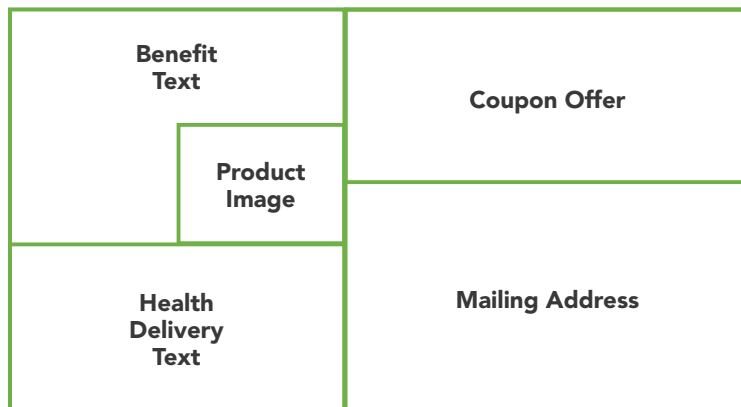 Benefit
Text
Product
Image
Health
Delivery
Text
Coupon Offer
Mailing Address